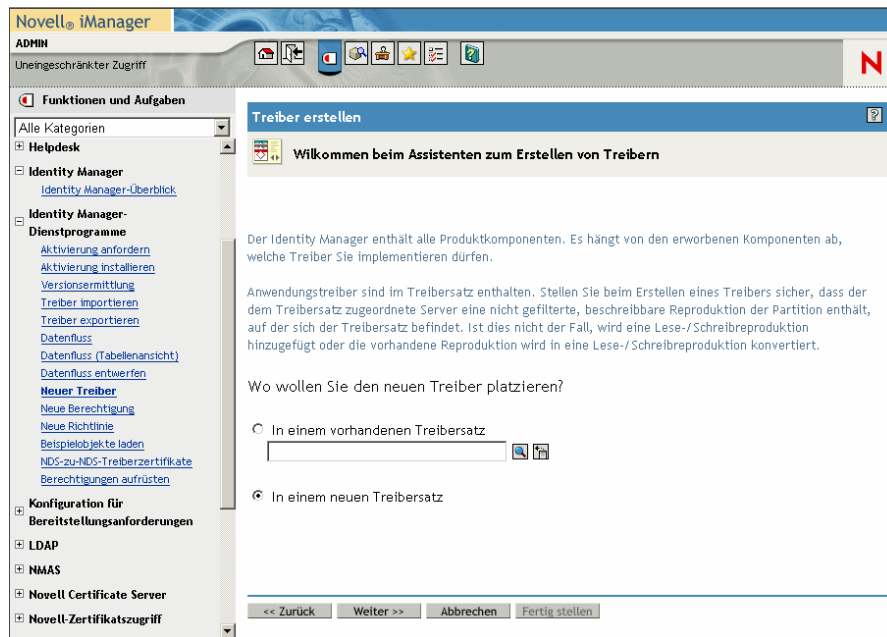 Novell® iManager
ADMIN
Uneingeschränkter Zugriff
N
Funktionen und Aufgaben
Alle Kategorien
Helpdesk
Identity Manager
Identity Manager-Überblick
Identity Manager-
Dienstprogramme
Aktivierung anfordern
Aktivierung installieren
Versionsermittlung
Treiber importieren
Treiber exportieren
Datenfluss
Datenfluss (Tabellenansicht)
Datenfluss entwerfen
Neuer Treiber
Neue Berechtigung
Neue Richtlinie
Beispielobjekte laden
NDS-zu-NDS-Treiberzertifikate
Berechtigungen aufrüsten
Konfiguration für
Bereitstellungsanforderungen
LDAP
NMAS
Novell Certificate Server
Novell-Zertifikatszugriff
Treiber erstellen
?
Wilkommen beim Assistenten zum Erstellen von Treibern
Der Identity Manager enthält alle Produktkomponenten. Es hängt von den erworbenen Komponenten ab,
welche Treiber Sie implementieren dürfen.
Anwendungstreiber sind im Treibersatz enthalten. Stellen Sie beim Erstellen eines Treibers sicher, dass der
dem Treibersatz zugeordnete Server eine nicht gefilterte, beschreibbare Reproduktion der Partition enthält,
auf der sich der Treibersatz befindet. Ist dies nicht der Fall, wird eine Lese-/Schreibreproduktion
hinzugefügt oder die vorhandene Reproduktion wird in eine Lese-/Schreibreproduktion konvertiert.
Wo wollen Sie den neuen Treiber platzieren?
In einem vorhandenen Treibersatz
In einem neuen Treibersatz
<< Zurück
Weiter >>
Abbrechen
Fertig stellen